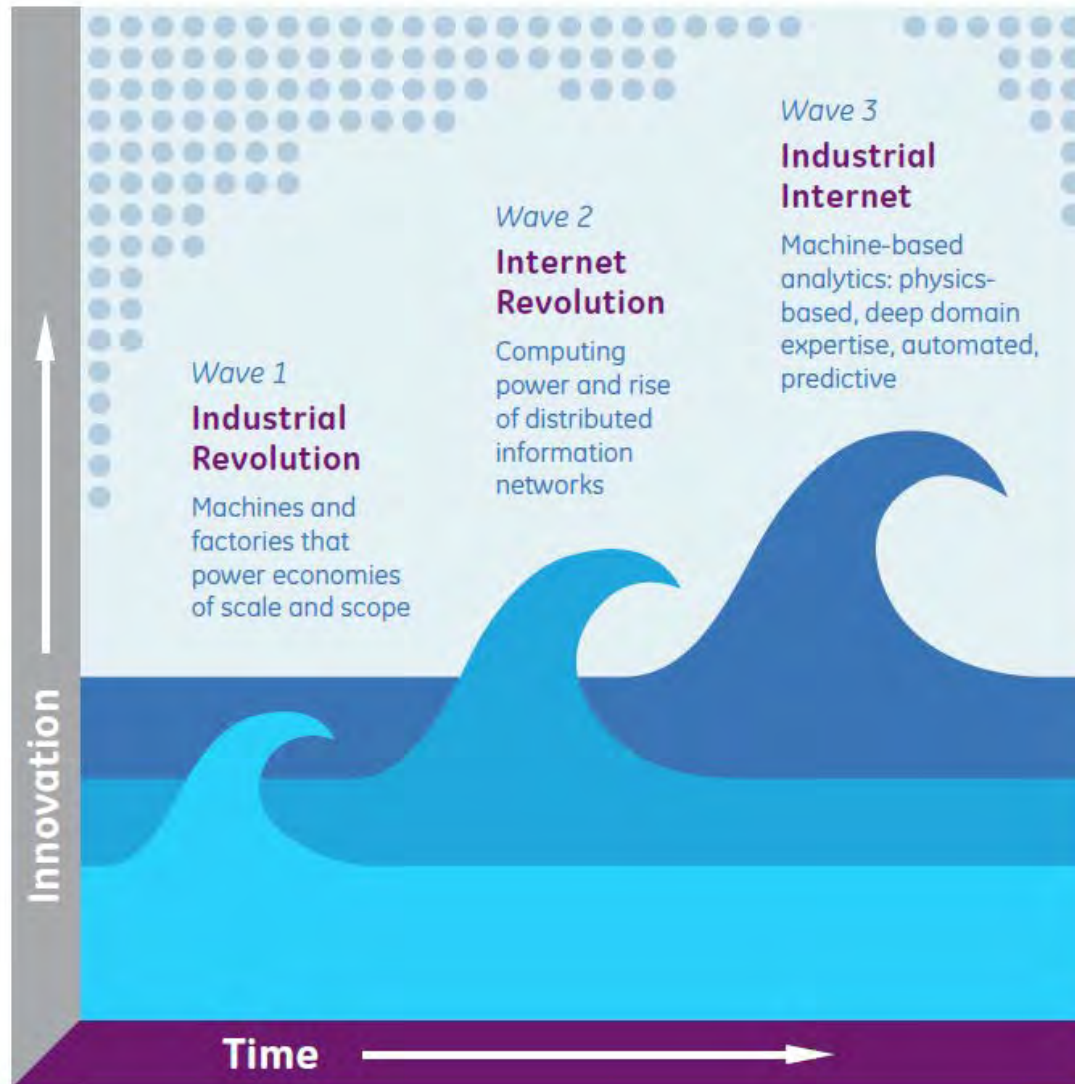 Wave 1
Industrial
Revolution
Machines and
factories that
power economies
of scale and scope
Wave 2
Internet
Revolution
Computing
power and rise
of distributed
information
networks
Wave 3
Industrial
Internet
Machine-based
analytics: physics-
based, deep domain
expertise, automated,
predictive
Innovation
Time